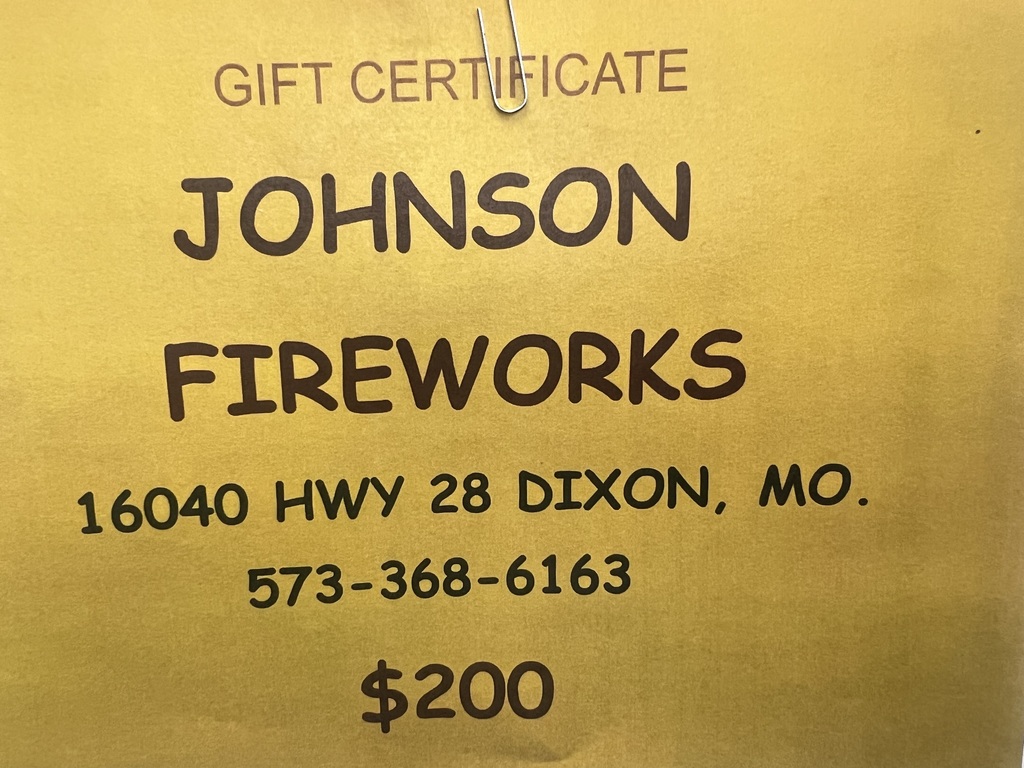 GIFT CERTIFICATE
JOHNSON
FIREWORKS
16040 HWY 28 DIXON, MO.
573-368-6163
$200